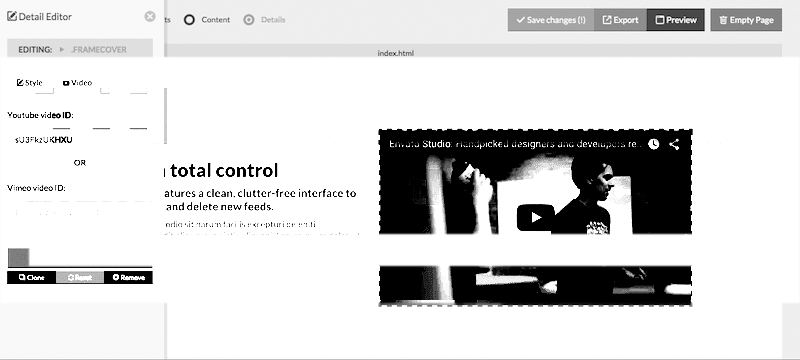 Detail Editor
Content
Details
Save changes (!)
Export
Preview
Empty Page
EDITING: .FRAMECOVER
index.html
Style
Video
Youtube video ID:
sU3FkzUKHXU
OR
Vimeo video ID:
Envato Studio: Handpicked designers and developers re...
total control
atures a clean, clutter-free interface to
and delete new feeds.
Clone
Reset
Remove